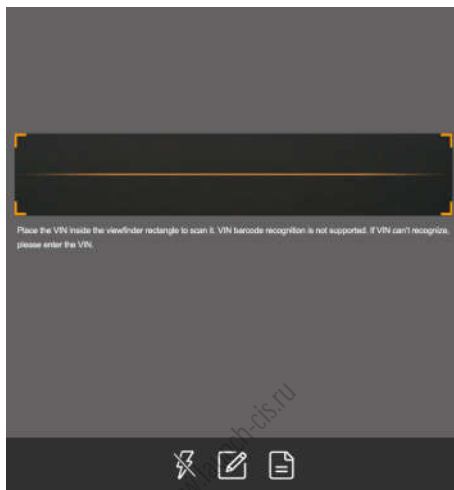 Place the VIN inside the viewfinder rectangle to scan it. VIN barcode recognition is not supported. If VIN can't recognize,
please enter the VIN.